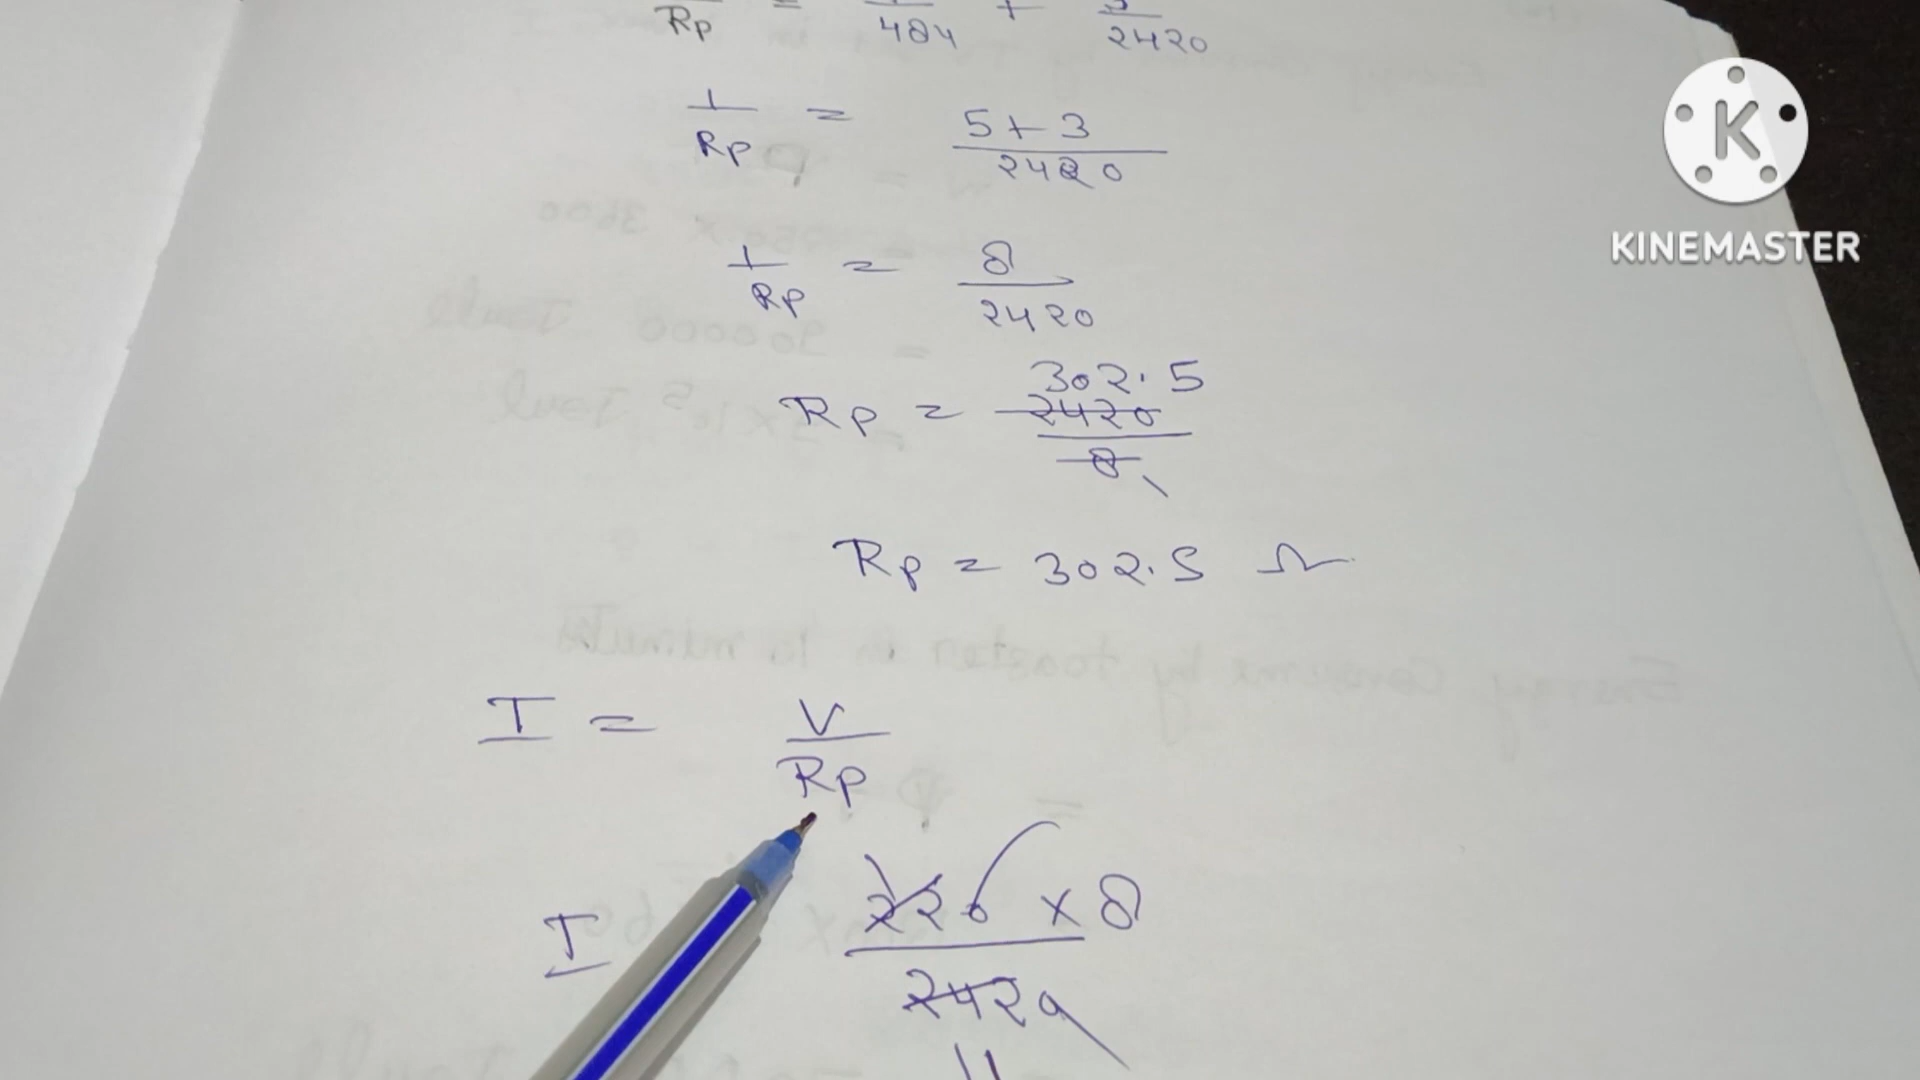 Rp = 484 + 2420
1/Rp = 5+3/2420
1/Rp = 8/2420
302.5
Rp = 2420/8
Rp = 302.5 Ω
I = V/Rp
I 220 x 8/2420
11
K
KINEMASTER